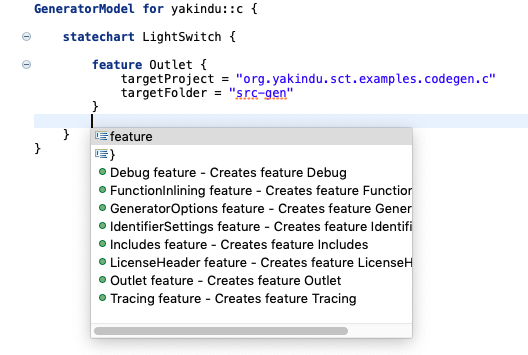 GeneratorModel for yakindu::c {
statechart LightSwitch {
feature Outlet {
targetProject = "org.yakindu.sct.examples.codegen.c"
targetFolder = "src-gen"
}
}
}
feature
}
Debug feature - Creates feature Debug
FunctionInlining feature - Creates feature Function
GeneratorOptions feature - Creates feature Gener
IdentifierSettings feature - Creates feature Identifi
Includes feature - Creates feature Includes
LicenseHeader feature - Creates feature LicenseH
Outlet feature - Creates feature Outlet
Tracing feature - Creates feature Tracing